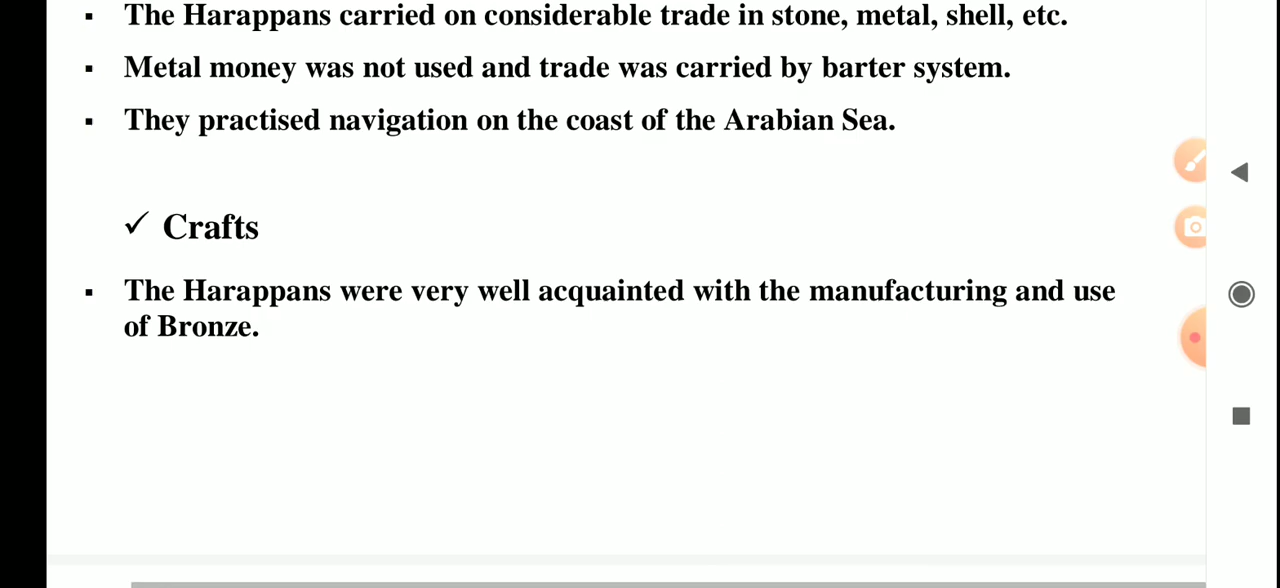 ▪ The Harappans carried on considerable trade in stone, metal, shell, etc.
▪ Metal money was not used and trade was carried by barter system.
▪ They practised navigation on the coast of the Arabian Sea.
✓ Crafts
▪ The Harappans were very well acquainted with the manufacturing and use
of Bronze.